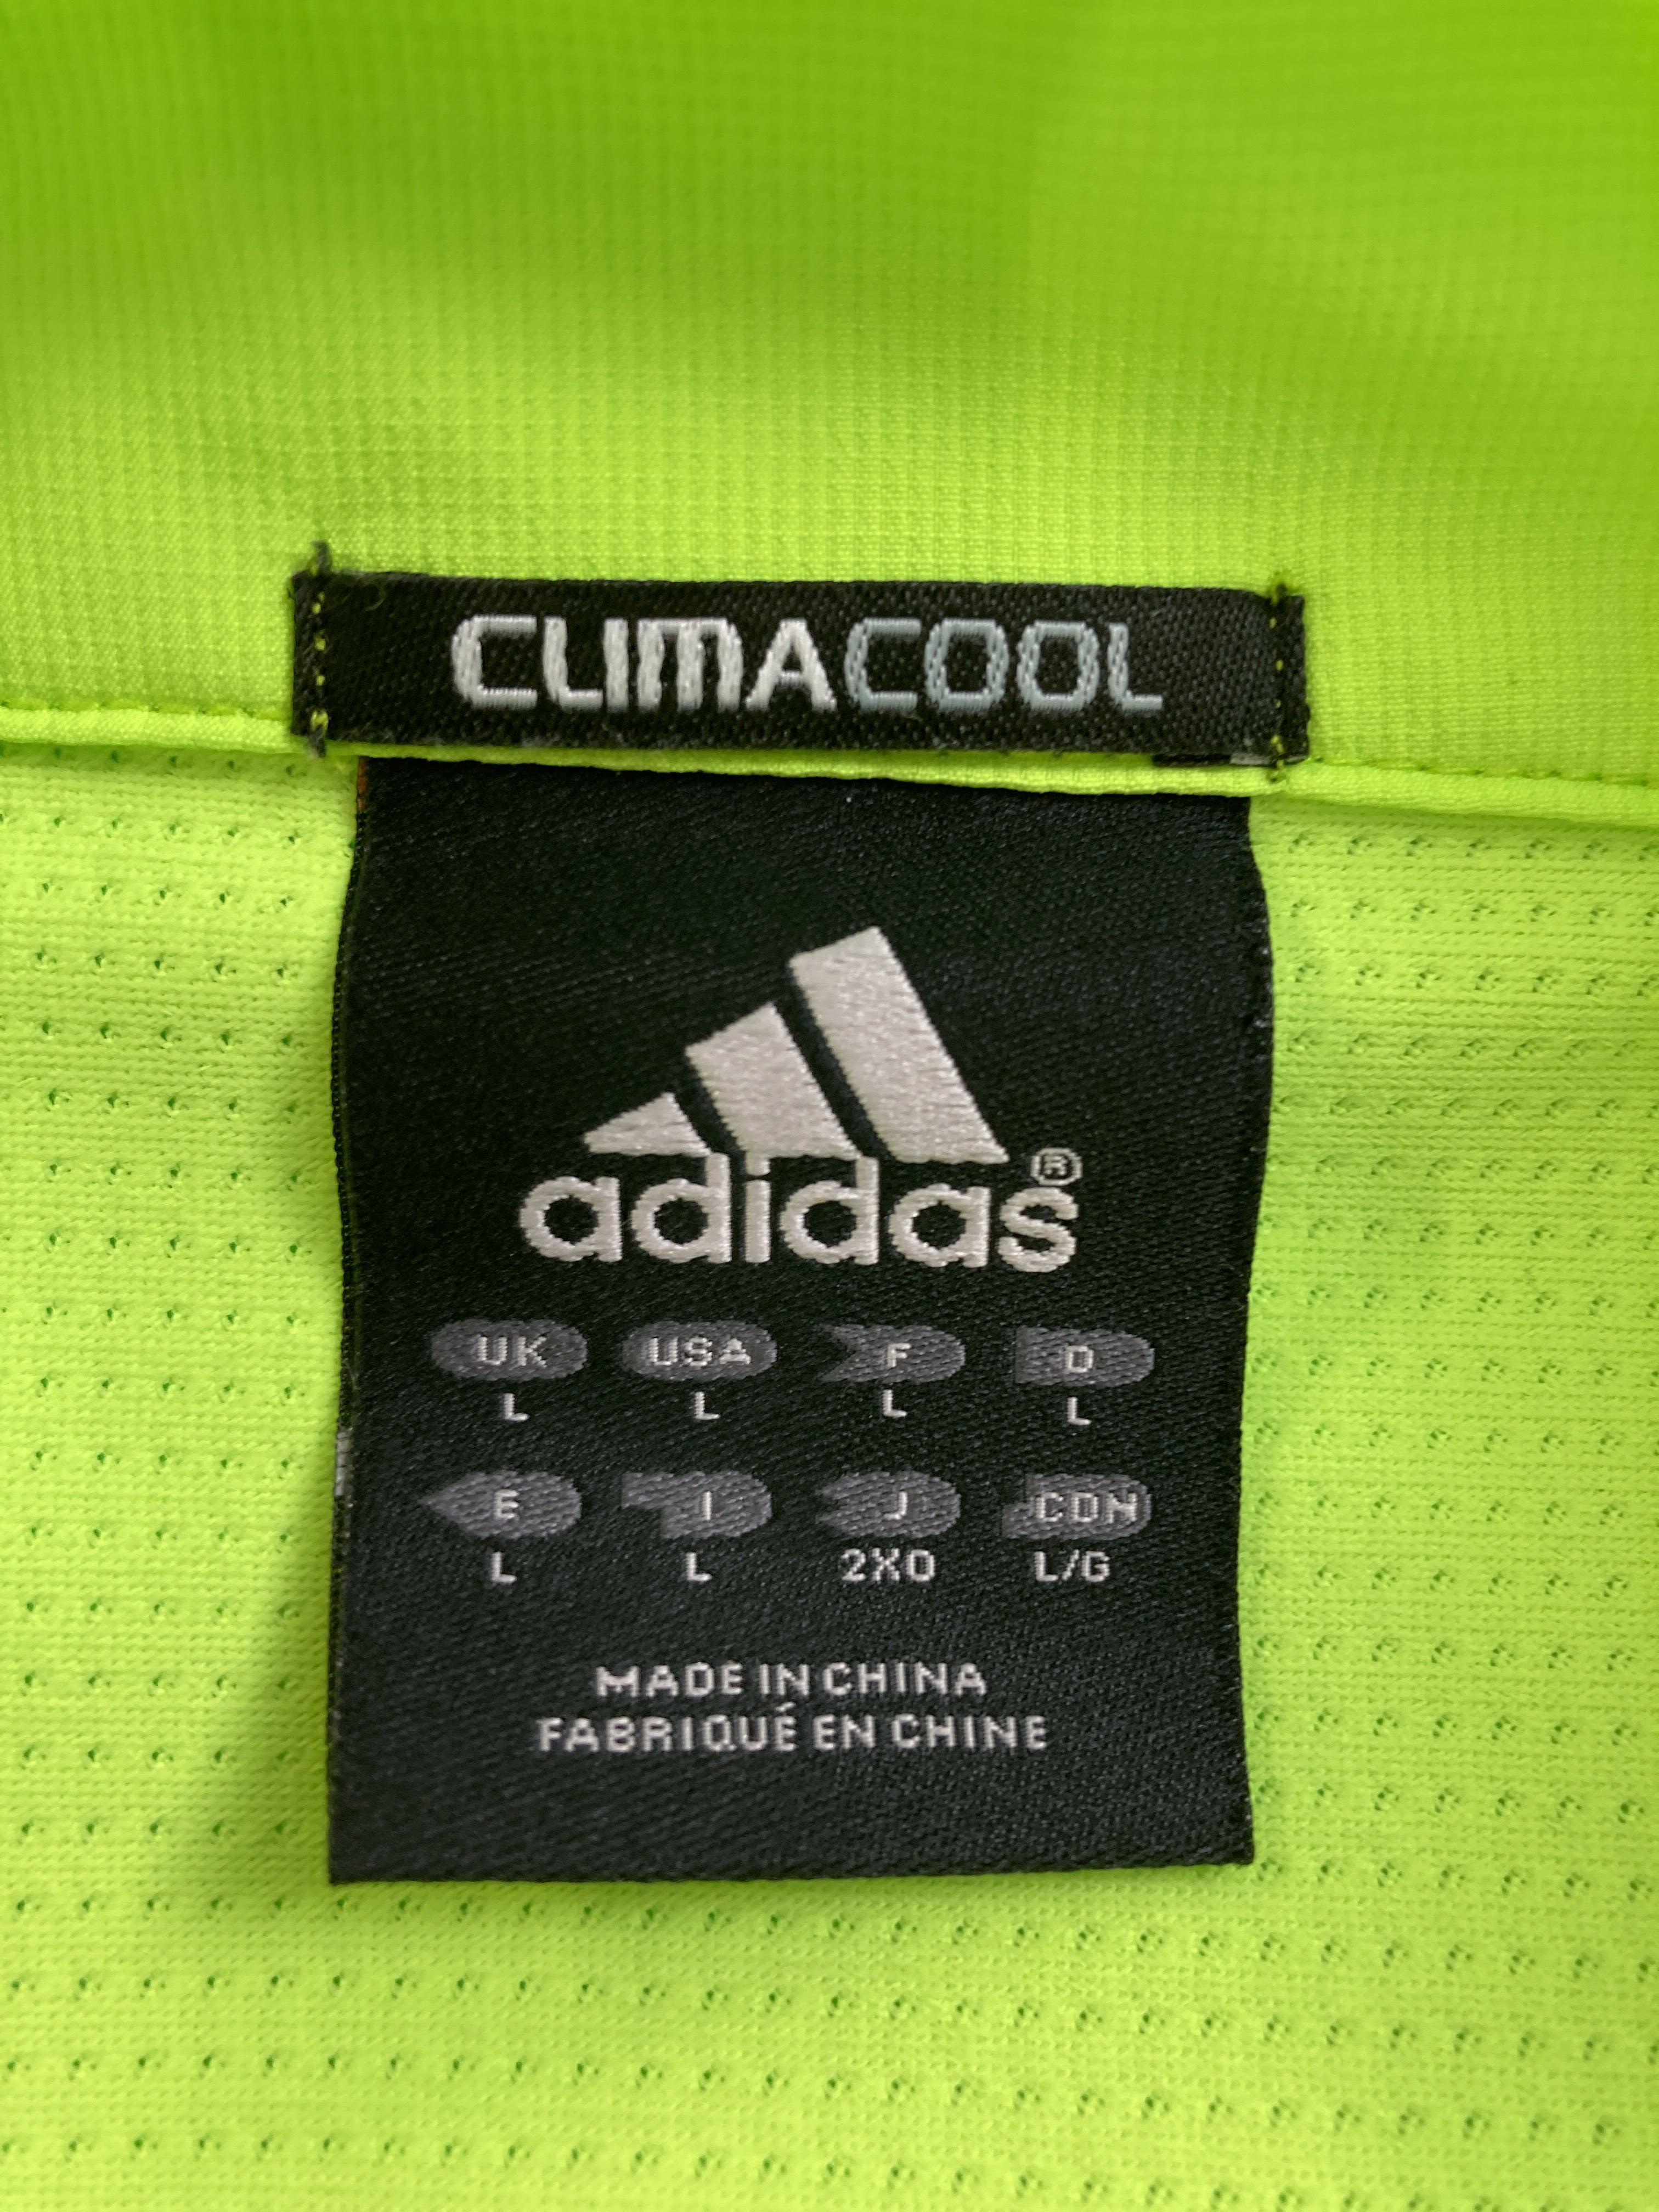 CLIMACOOL
adidas®
UK USA F D
L L L L
E I J CDN
L L 2XO L/G
MADE IN CHINA
FABRIQUÉ EN CHINE